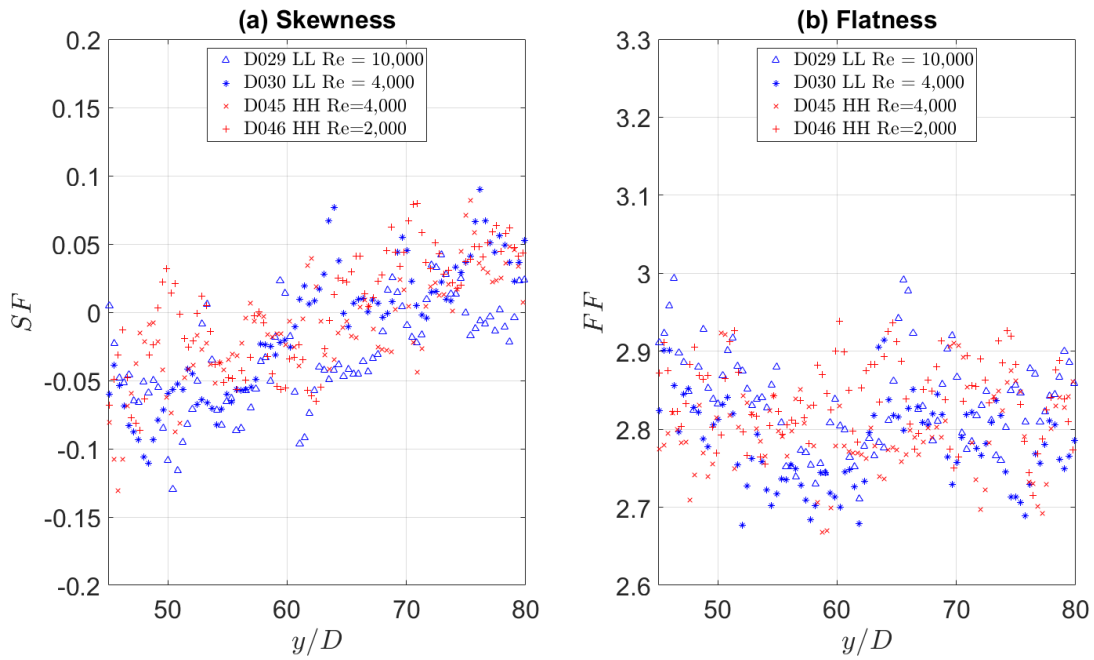 (a) Skewness
0.2
0.15
0.1
0.05
0
-0.05
-0.1
-0.15
-0.2
SF
50
60
70
80
y/D
D029 LL Re = 10,000
D030 LL Re = 4,000
D045 HH Re=4,000
D046 HH Re=2,000
(b) Flatness
3.3
3.2
3.1
3
2.9
2.8
2.7
2.6
FF
50
60
70
80
y/D
D029 LL Re = 10,000
D030 LL Re = 4,000
D045 HH Re=4,000
D046 HH Re=2,000